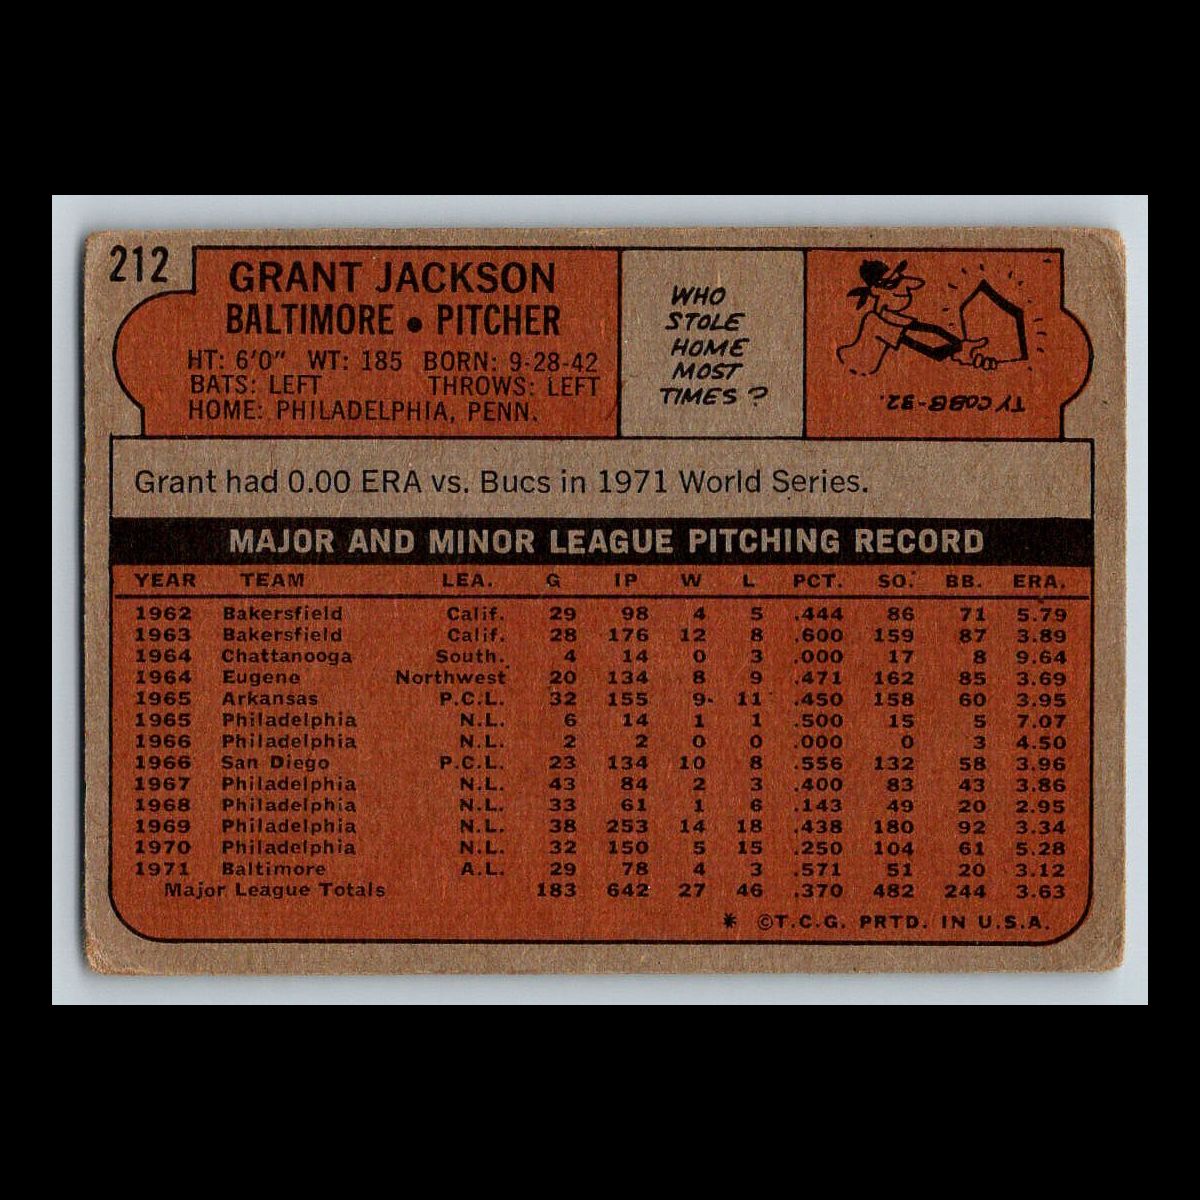 212
GRANT JACKSON
BALTIMORE • PITCHER
HT: 6'0" WT: 185 BORN: 9-28-42
BATS: LEFT THROWS: LEFT
HOME: PHILADELPHIA, PENN.
WHO
STOLE
HOME
MOST
TIMES?
TY COBB-32.
Grant had 0.00 ERA vs. Bucs in 1971 World Series.
MAJOR AND MINOR LEAGUE PITCHING RECORD
YEAR TEAM LEA. G IP W L PCT. SO. BB. ERA.
1962 Bakersfield Calif. 29 98 4 5 .444 86 71 5.79
1963 Bakersfield Calif. 28 176 12 8 .600 159 87 3.89
1964 Chattanooga South. 4 14 0 3 .000 17 8 9.64
1964 Eugene Northwest 20 134 8 9 .471 162 85 3.69
1965 Arkansas P.C.L. 32 155 9 11 .450 158 60 3.95
1965 Philadelphia N.L. 6 14 1 1 .500 15 5 7.07
1966 Philadelphia N.L. 2 2 0 0 .000 0 3 4.50
1966 San Diego P.C.L. 23 134 10 8 .556 132 58 3.96
1967 Philadelphia N.L. 43 84 2 3 .400 83 43 3.86
1968 Philadelphia N.L. 33 61 1 6 .143 49 20 2.95
1969 Philadelphia N.L. 38 253 14 18 .438 180 92 3.34
1970 Philadelphia N.L. 32 150 5 15 .250 104 61 5.28
1971 Baltimore A.L. 29 78 4 3 .571 51 20 3.12
Major League Totals 183 642 27 46 .370 482 244 3.63
* ©T.C.G. PRTD. IN U.S.A.